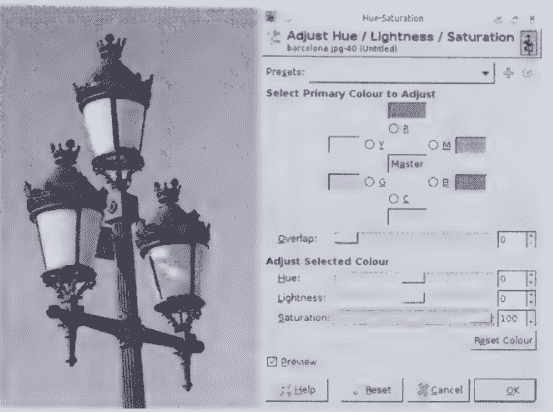 Hue-Saturation
Adjust Hue / Lightness / Saturation
barcelona.jpg-40 (Untitled)
Presets:
Select Primary Colour to Adjust
R
Y M
Master
G B
C
Overlap: 0
Adjust Selected Colour
Hue: 0
Lightness: 0
Saturation: 100
Reset Colour
Preview
Help Reset Cancel OK